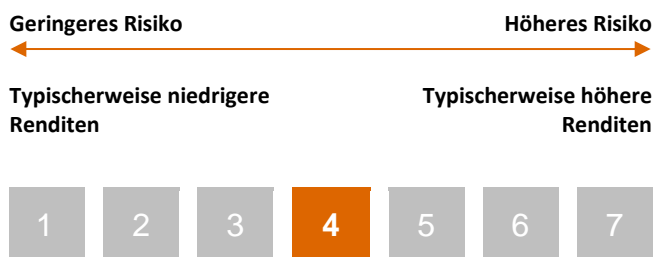 Geringeres Risiko Höheres Risiko
Typischerweise niedrigere Typischerweise höhere
Renditen Renditen
1 2 3 4 5 6 7